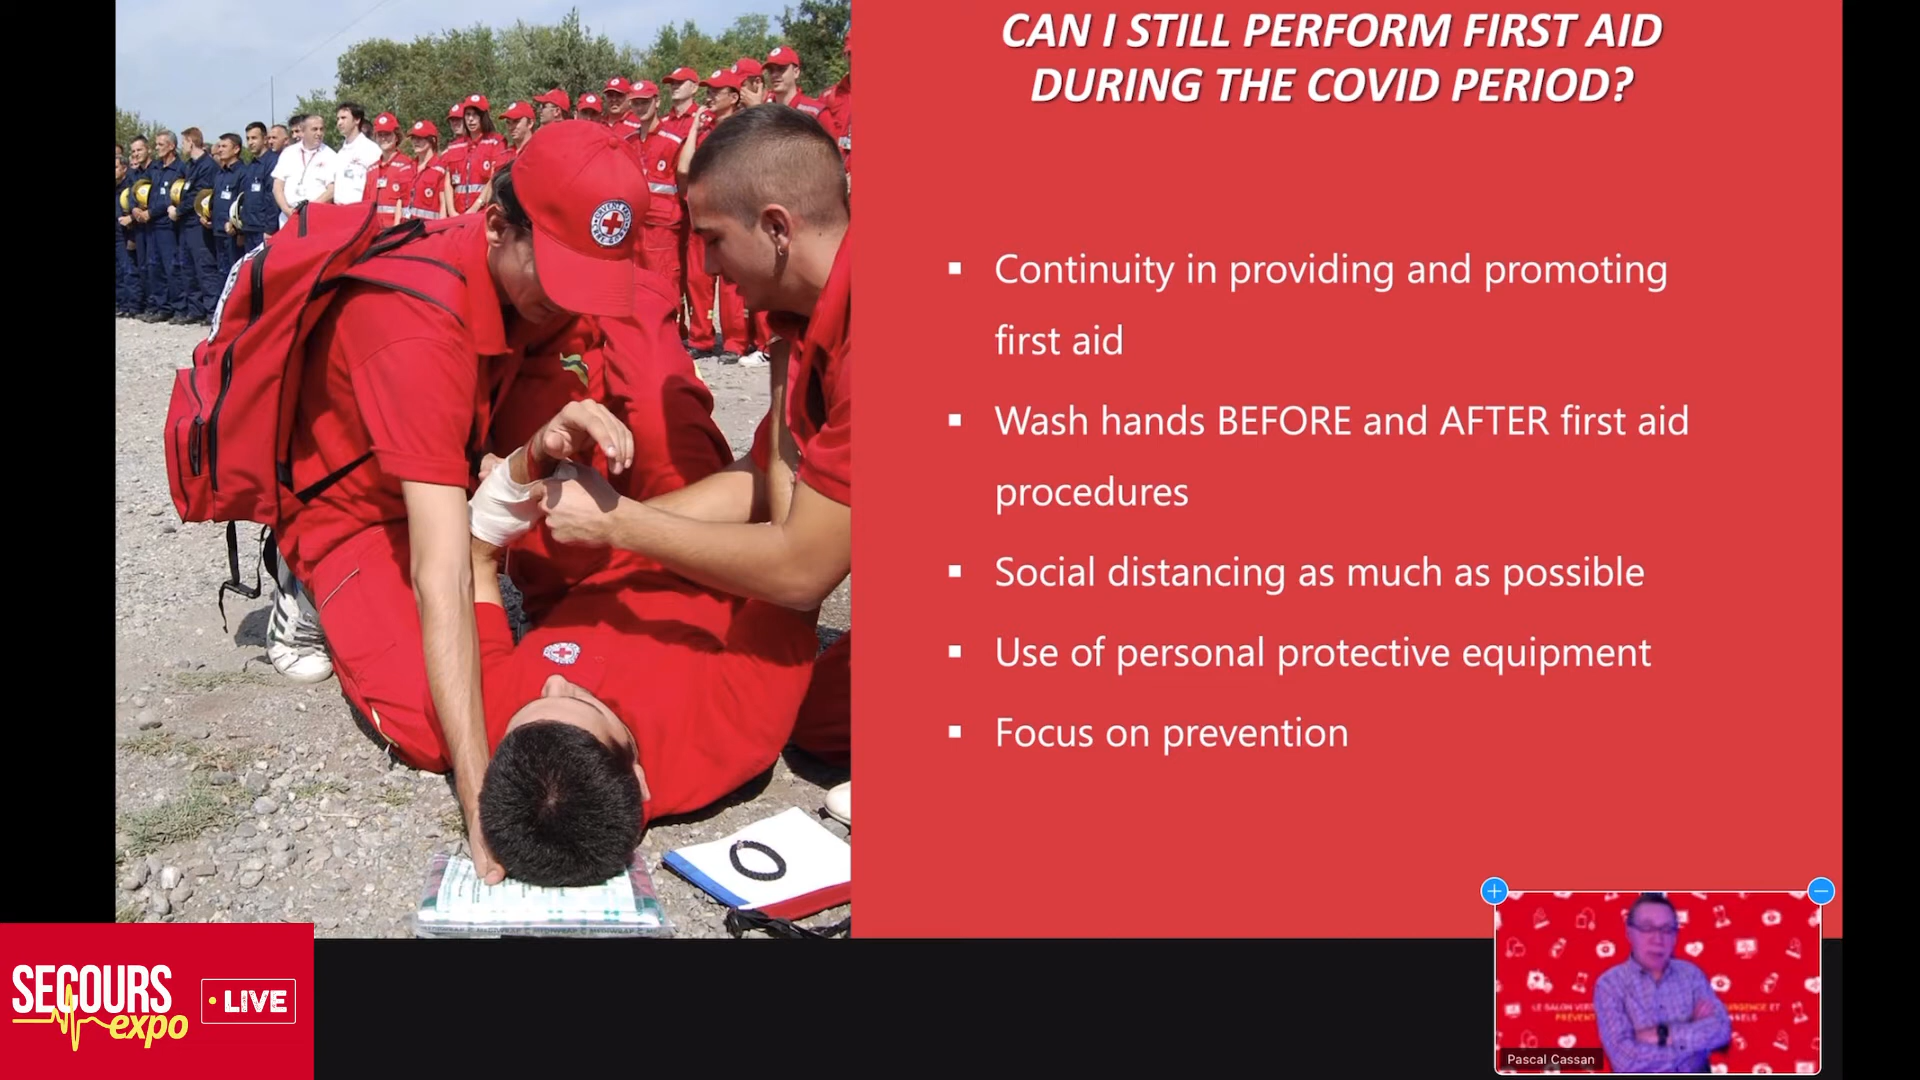 CAN I STILL PERFORM FIRST AID
DURING THE COVID PERIOD?
▪ Continuity in providing and promoting
first aid
▪ Wash hands BEFORE and AFTER first aid
procedures
▪ Social distancing as much as possible
▪ Use of personal protective equipment
▪ Focus on prevention
SECOURS
expo
• LIVE
Pascal Cassan